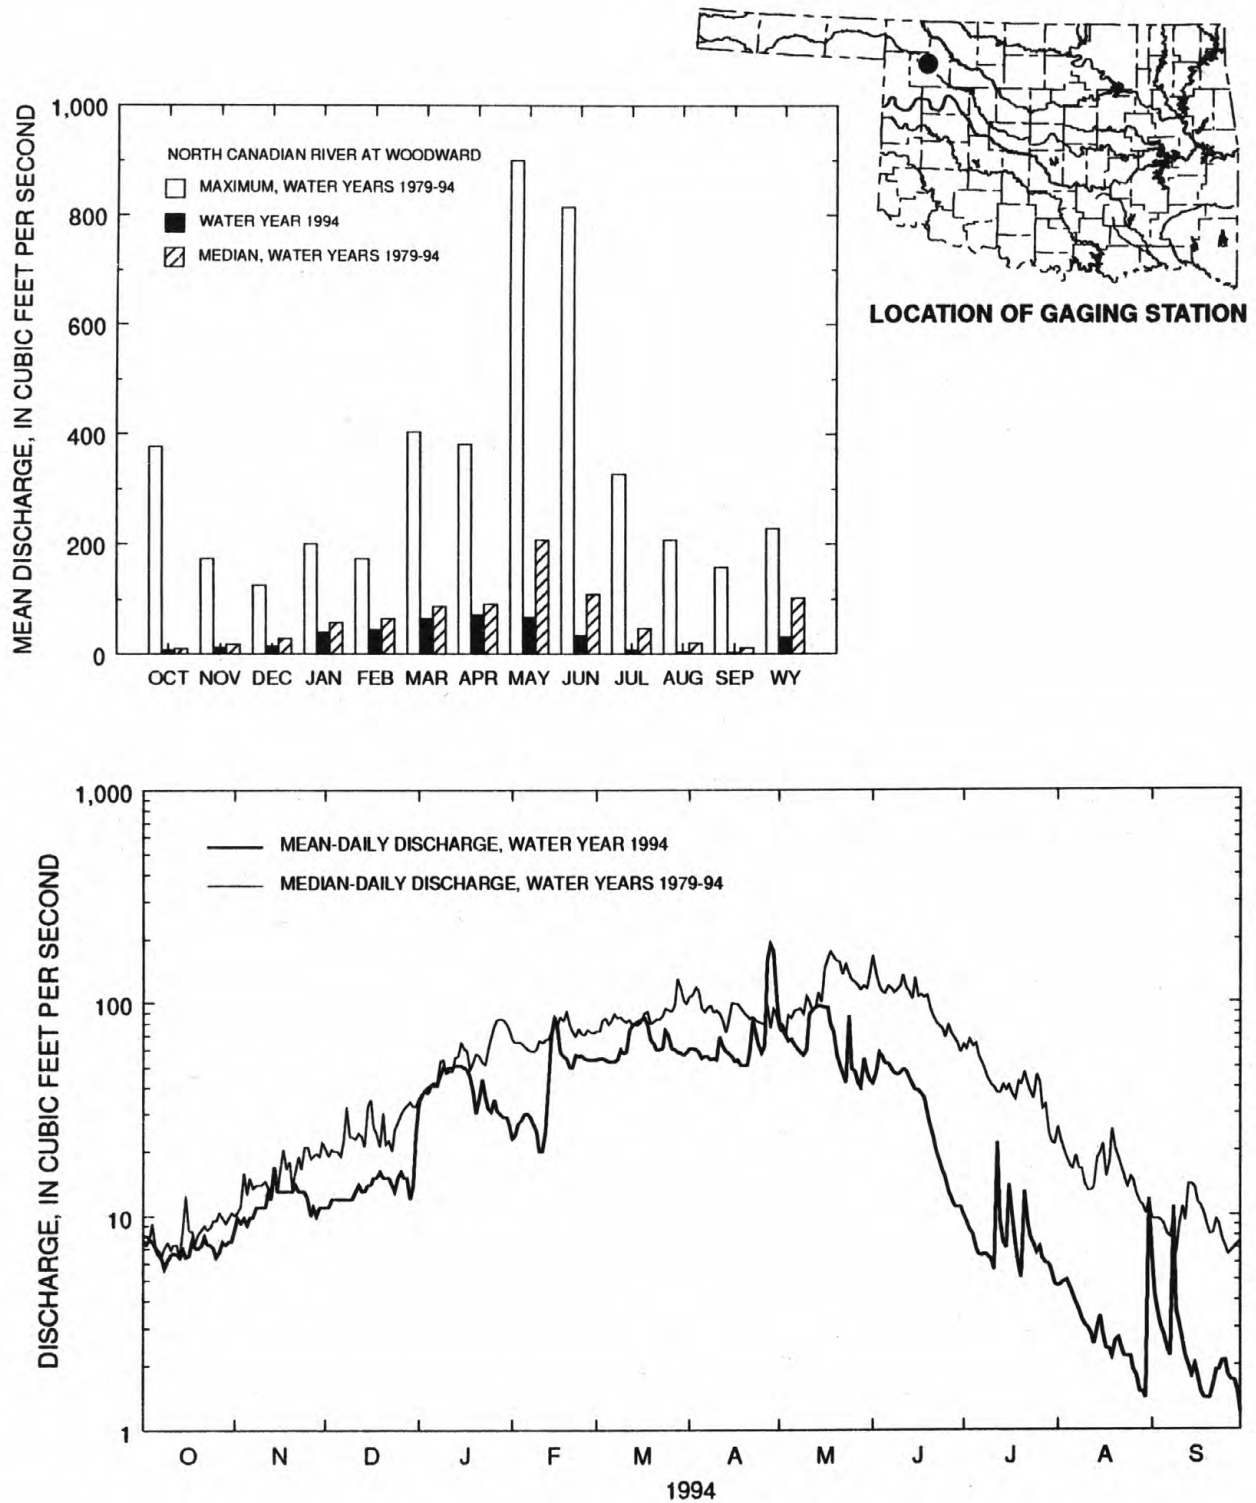 1,000
800
600
400
200
0
MEAN DISCHARGE, IN CUBIC FEET PER SECOND
NORTH CANADIAN RIVER AT WOODWARD
MAXIMUM, WATER YEARS 1979-94
WATER YEAR 1994
MEDIAN, WATER YEARS 1979-94
OCT NOV DEC JAN FEB MAR APR MAY JUN JUL AUG SEP WY
LOCATION OF GAGING STATION
1,000
100
10
1
DISCHARGE, IN CUBIC FEET PER SECOND
MEAN-DAILY DISCHARGE, WATER YEAR 1994
MEDIAN-DAILY DISCHARGE, WATER YEARS 1979-94
O N D J F M A M J J A S
1994